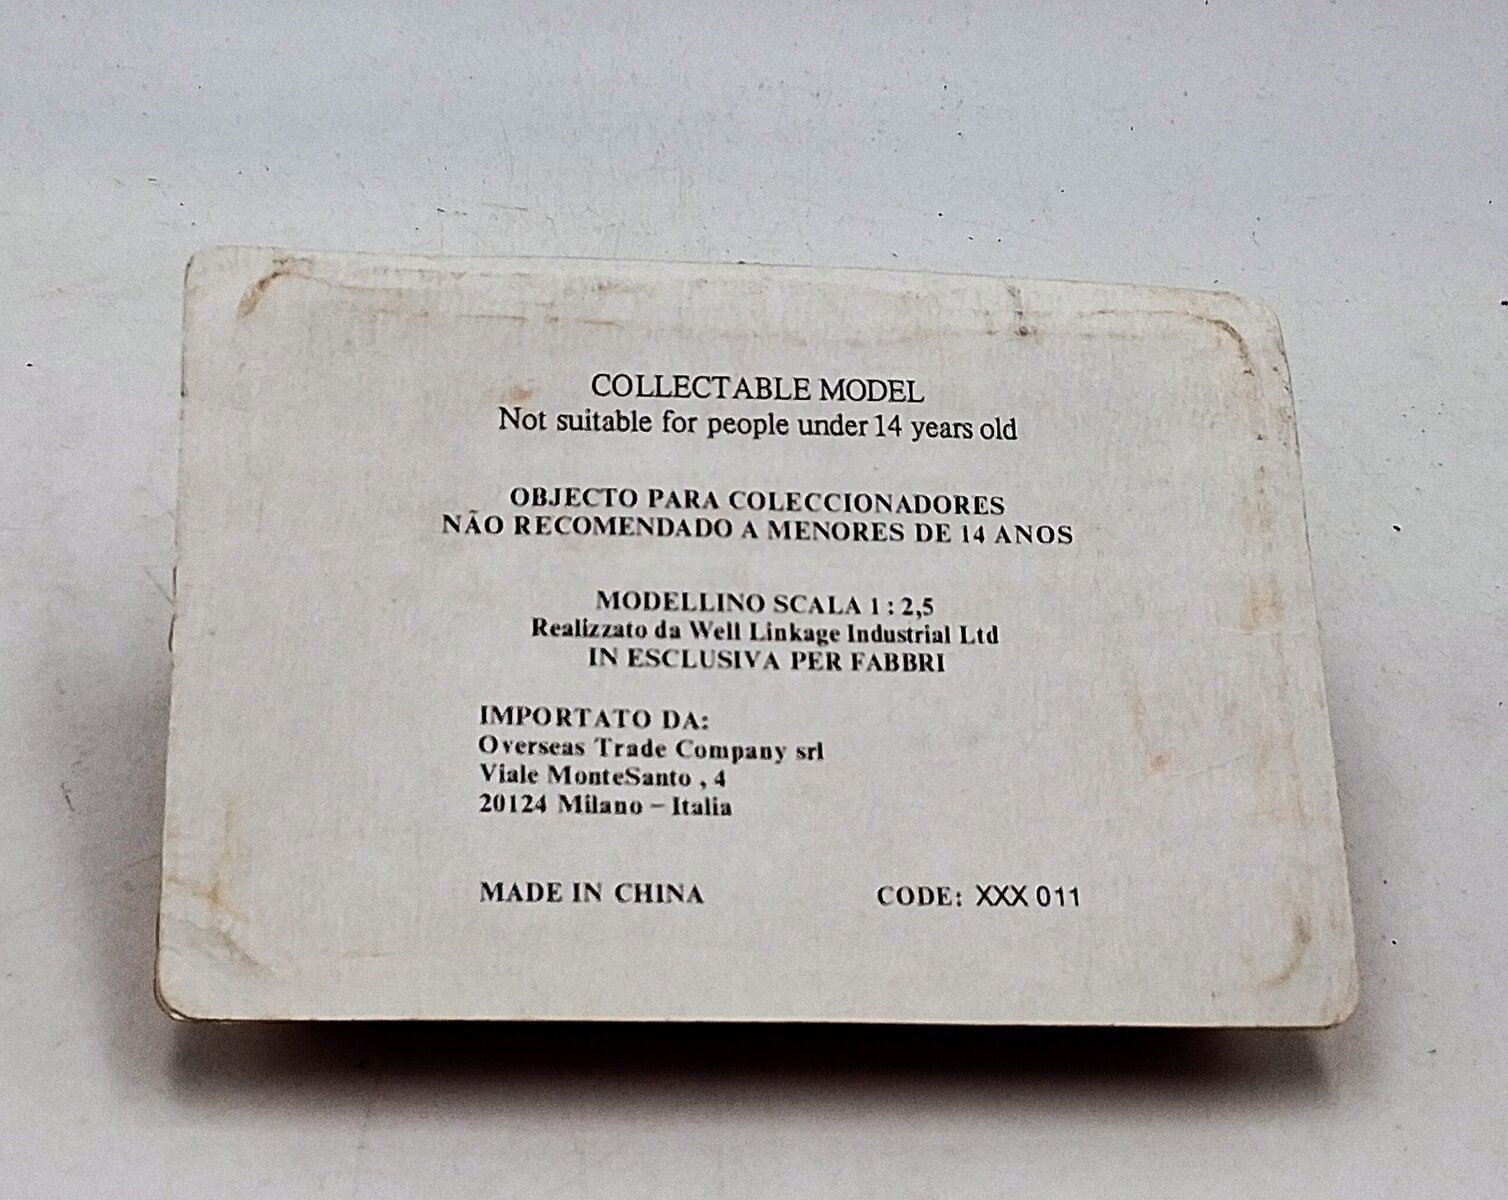 COLLECTABLE MODEL
Not suitable for people under 14 years old
OBJECTO PARA COLECCIONADORES
NÃO RECOMENDADO A MENORES DE 14 ANOS
MODELLINO SCALA 1 : 2,5
Realizzato da Well Linkage Industrial Ltd
IN ESCLUSIVA PER FABBRI
IMPORTATO DA:
Overseas Trade Company srl
Viale MonteSanto , 4
20124 Milano – Italia
MADE IN CHINA CODE: XXX 011